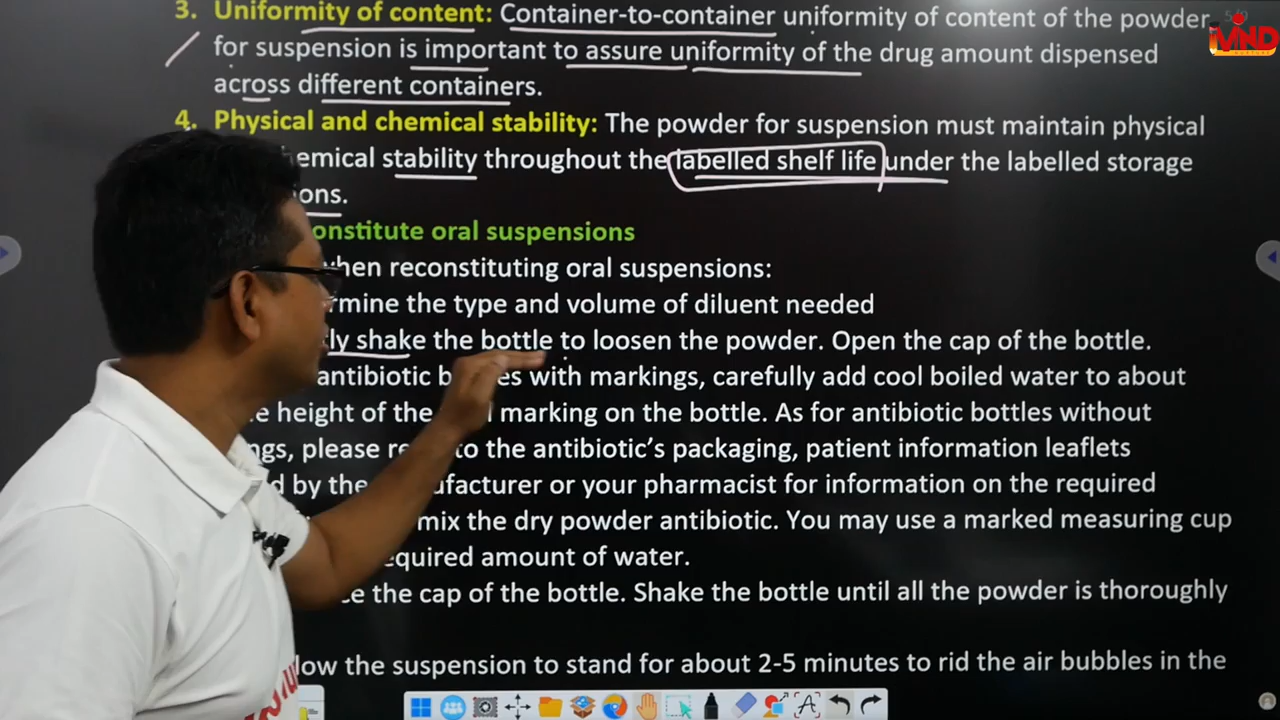 3. Uniformity of content: Container-to-container uniformity of content of the powder
for suspension is important to assure uniformity of the drug amount dispensed
across different containers.
4. Physical and chemical stability: The powder for suspension must maintain physical
emical stability throughout the labelled shelf life under the labelled storage
ions.
onstitute oral suspensions
when reconstituting oral suspensions:
rmine the type and volume of diluent needed
ly shake the bottle to loosen the powder. Open the cap of the bottle.
antibiotic with markings, carefully add cool boiled water to about
height of the marking on the bottle. As for antibiotic bottles without
ngs, please to the antibiotic's packaging, patient information leaflets
d by the ufacturer or your pharmacist for information on the required
mix the dry powder antibiotic. You may use a marked measuring cup
equired amount of water.
ce the cap of the bottle. Shake the bottle until all the powder is thoroughly
low the suspension to stand for about 2-5 minutes to rid the air bubbles in the
MND